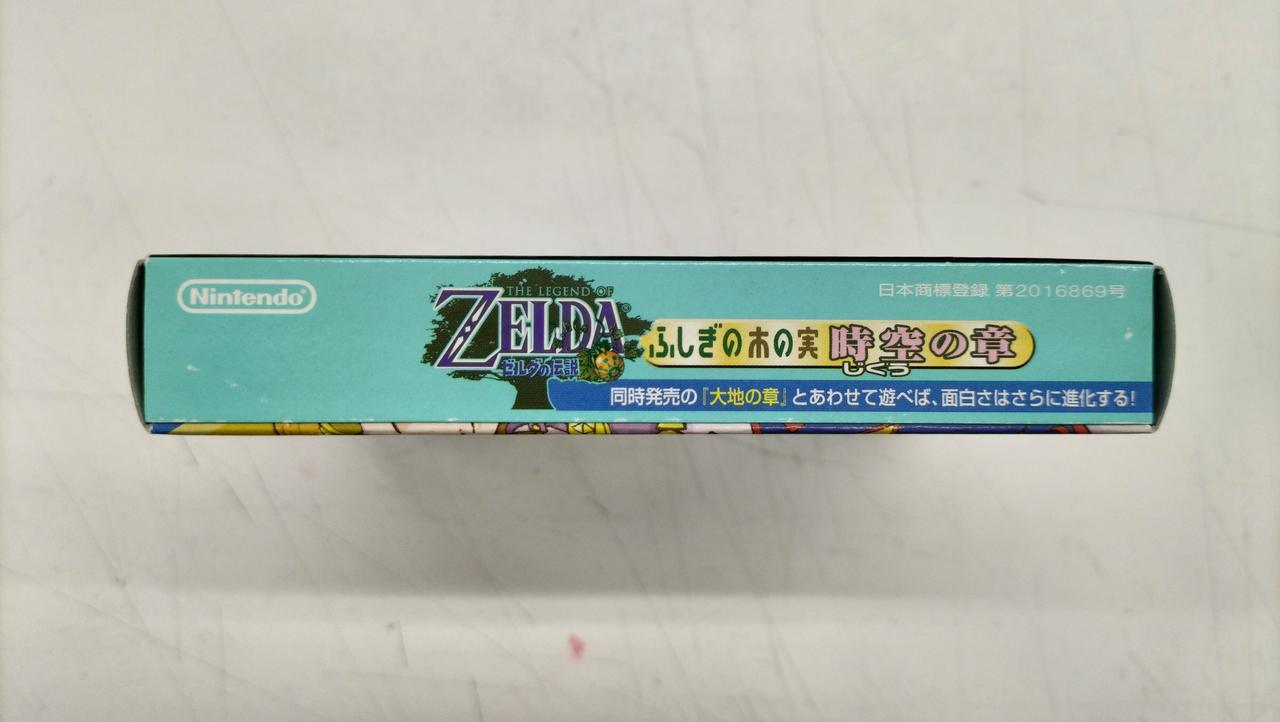 Nintendo®
日本商標登録 第2016869号
THE LEGEND OF
ZELDA®
ゼルダの伝説
ふしぎの木の実 時空の章
じくう
同時発売の『大地の章』とあわせて遊べば、面白さはさらに進化する!